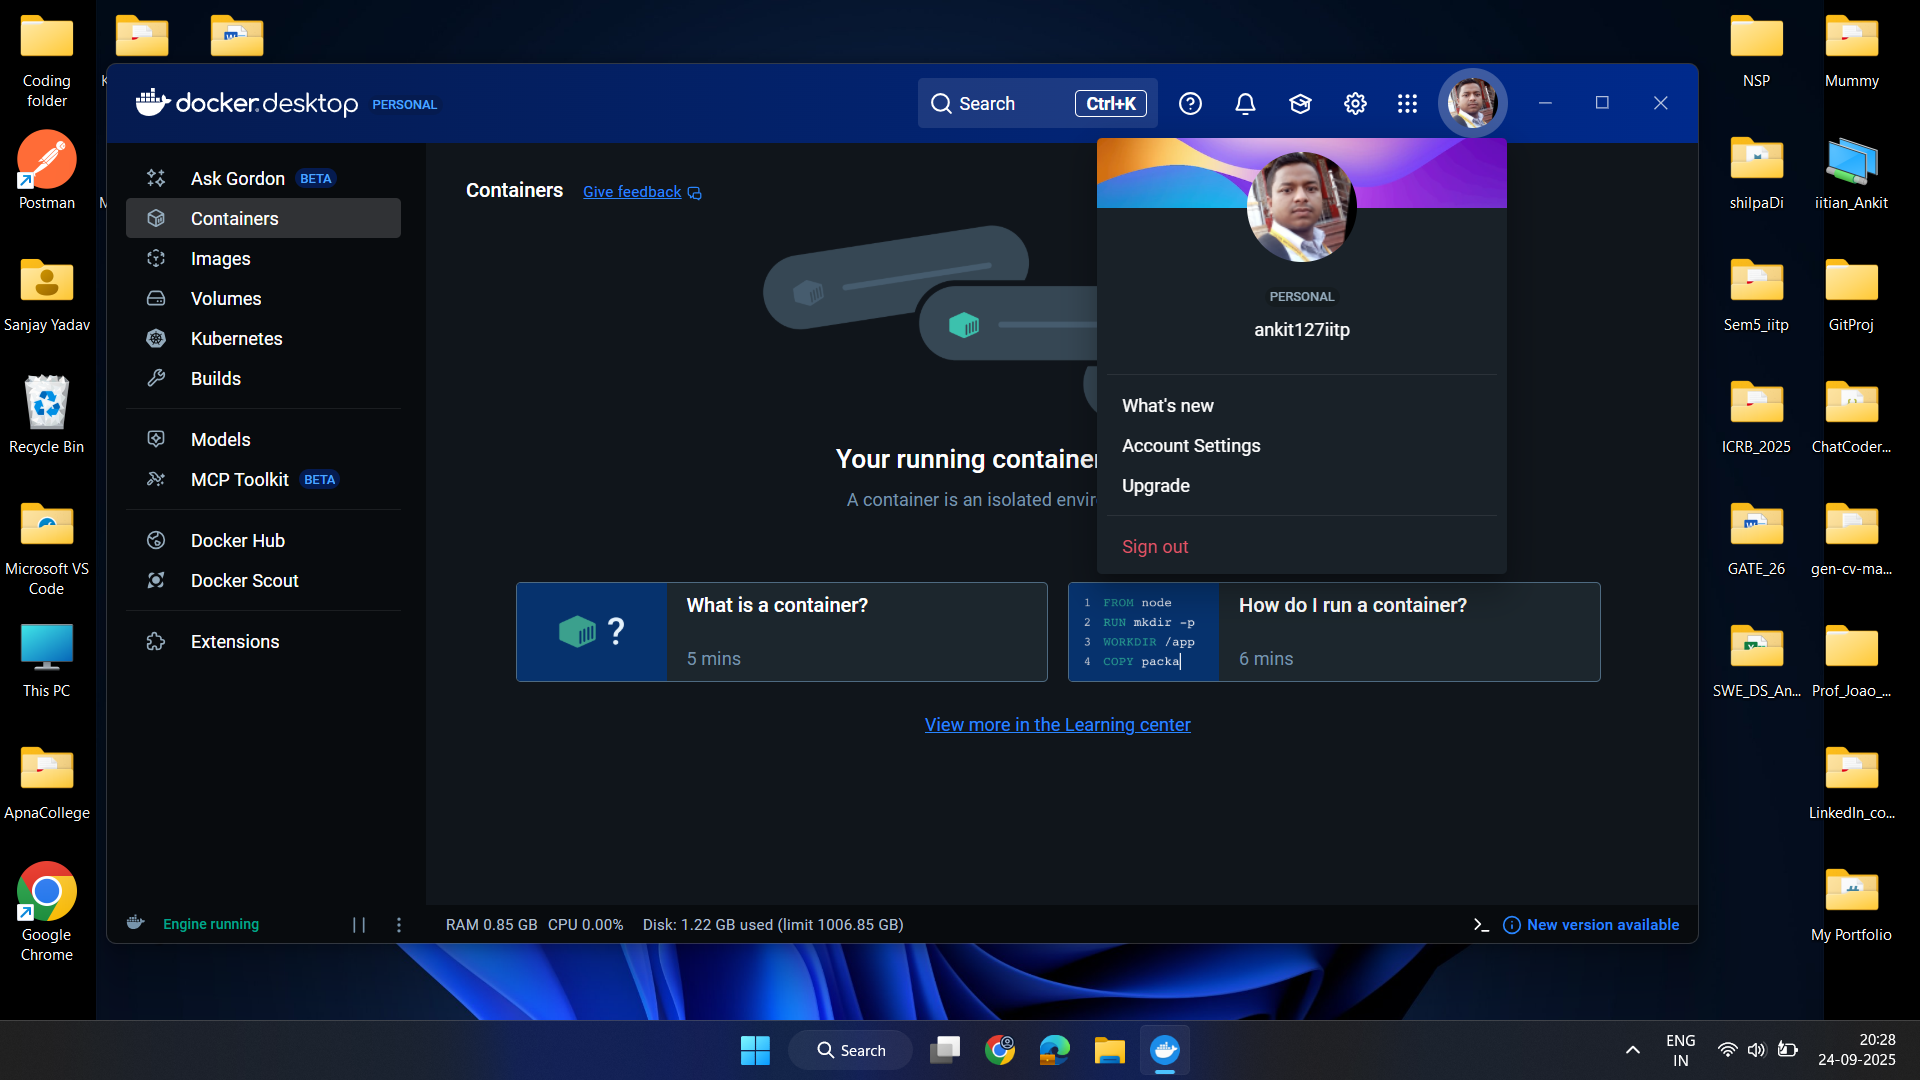 Coding
folder
Postman
Sanjay Yadav
Recycle Bin
Microsoft VS
Code
This PC
ApnaCollege
Google
Chrome
docker.desktop PERSONAL
Search Ctrl+K
Ask Gordon BETA
Containers
Images
Volumes
Kubernetes
Builds
Models
MCP Toolkit BETA
Docker Hub
Docker Scout
Extensions
Containers Give feedback
Your running
A container is an isolated
PERSONAL
ankit127iitp
What's new
Account Settings
Upgrade
Sign out
What is a container?
5 mins
?
1 FROM node
2 RUN mkdir -p
3 WORKDIR /app
4 COPY packa
How do I run a container?
6 mins
View more in the Learning center
Engine running
RAM 0.85 GB CPU 0.00% Disk: 1.22 GB used (limit 1006.85 GB)
New version available
NSP
Mummy
shilpaDi
iitian_Ankit
Sem5_iitp
GitProj
ICRB_2025
ChatCoder...
GATE_26
gen-cv-ma...
SWE_DS_An...
Prof_Joao_...
LinkedIn_co...
My Portfolio
Search
ENG
IN
20:28
24-09-2025